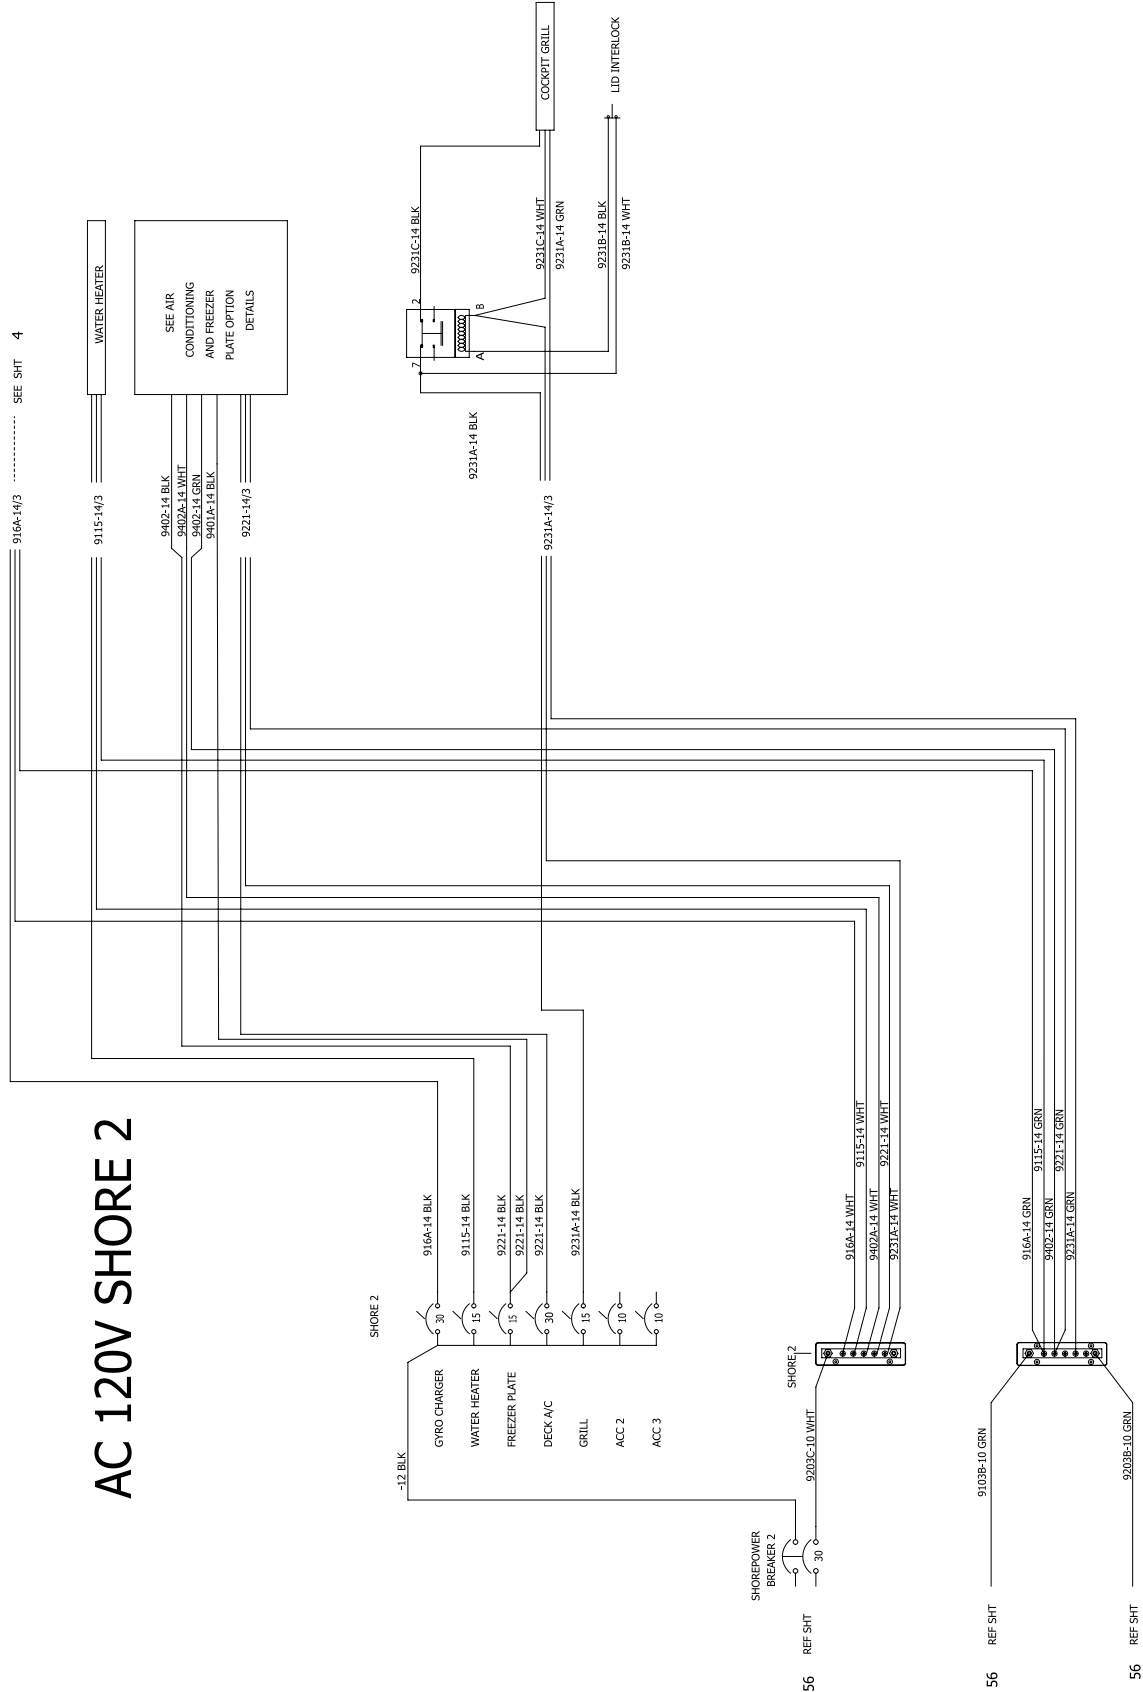 AC 120V SHORE 2
916A-14/3
SEE SHT 4
9115-14/3
WATER HEATER
9402-14 BLK
9402A-14 WHT
9402-14 GRN
9401A-14 BLK
9221-14/3
SEE AIR
CONDITIONING
AND FREEZER
PLATE OPTION
DETAILS
SHORE 2
-12 BLK
GYRO CHARGER
30
916A-14 BLK
WATER HEATER
15
9115-14 BLK
FREEZER PLATE
15
9221-14 BLK
9221-14 BLK
DECK A/C
30
9221-14 BLK
GRILL
15
9231A-14 BLK
ACC 2
10
ACC 3
10
9231A-14 BLK
7
2
A
B
9231C-14 BLK
9231A-14/3
9231C-14 WHT
9231A-14 GRN
COCKPIT GRILL
9231B-14 BLK
9231B-14 WHT
LID INTERLOCK
SHOREPOWER
BREAKER 2
30
56 REF SHT
9203C-10 WHT
SHORE 2
916A-14 WHT
9115-14 WHT
9402A-14 WHT
9221-14 WHT
9231A-14 WHT
56 REF SHT
9103B-10 GRN
916A-14 GRN
9115-14 GRN
9402-14 GRN
9221-14 GRN
9231A-14 GRN
56 REF SHT
9203B-10 GRN